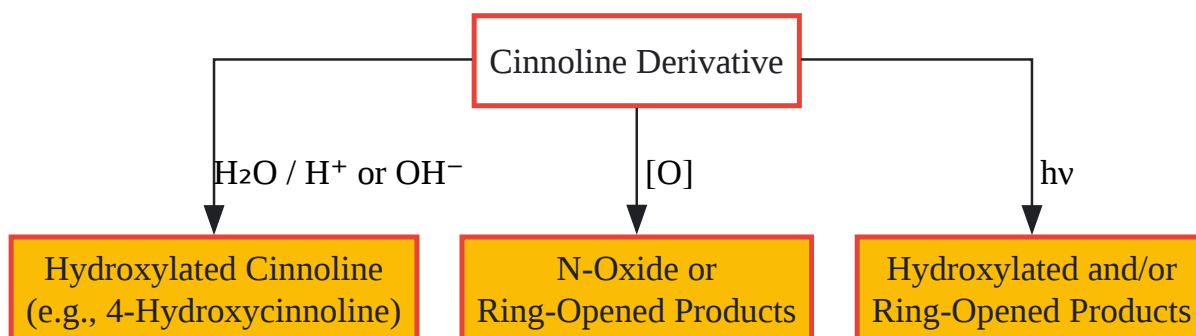 Cinnoline Derivative
H₂O / H⁺ or OH⁻
[O]
hν
Hydroxylated Cinnoline
(e.g., 4-Hydroxycinnoline)
N-Oxide or
Ring-Opened Products
Hydroxylated and/or
Ring-Opened Products